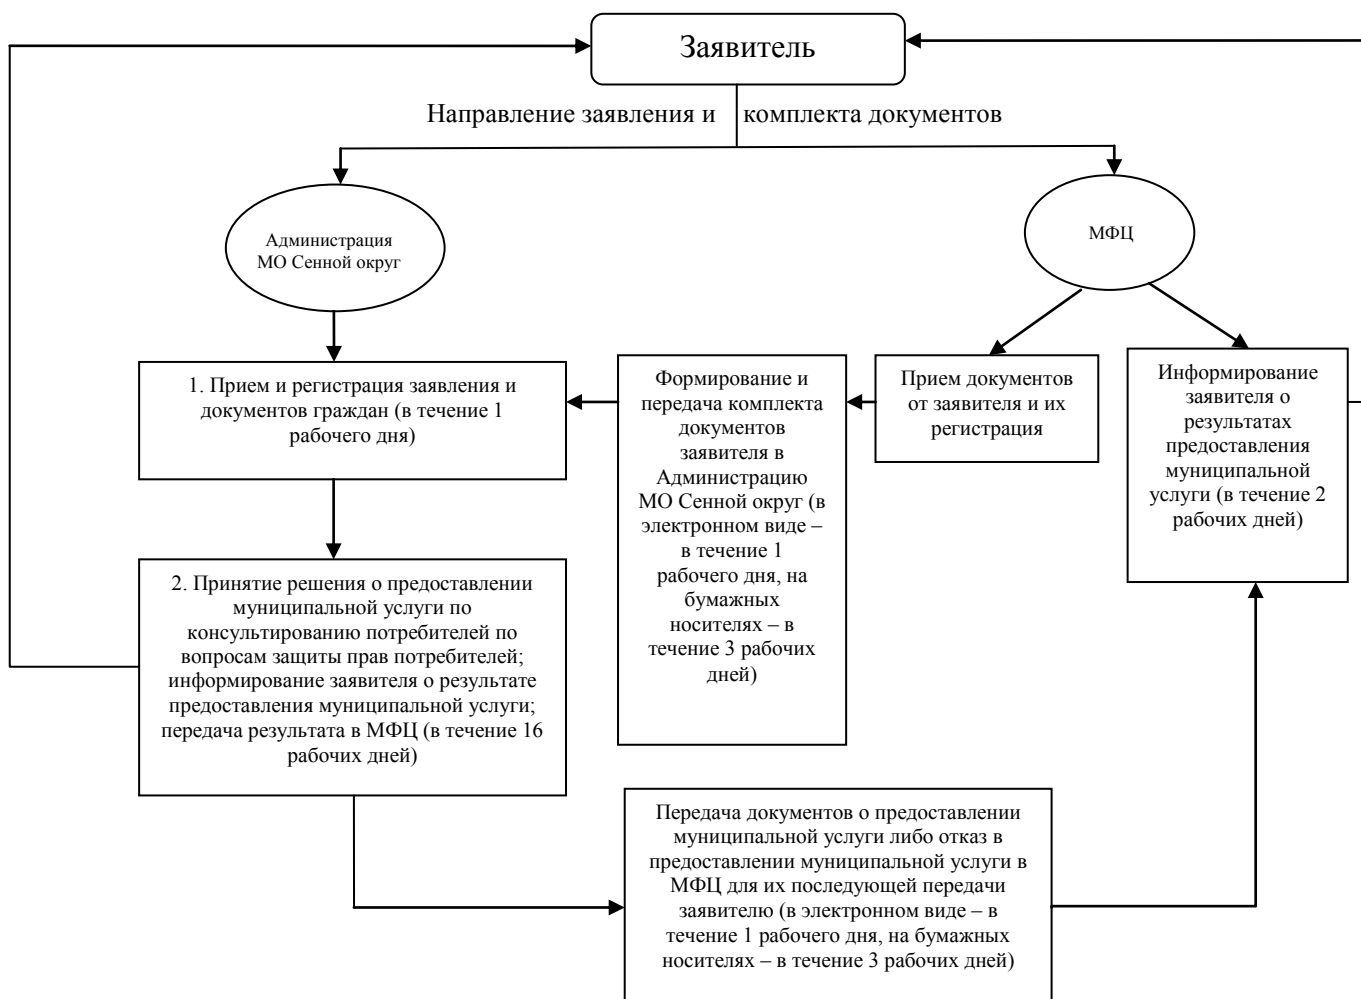 Заявитель
Направление заявления и комплекта документов
Администрация
МО Сенной округ
МФЦ
1. Прием и регистрация заявления и
документов граждан (в течение 1
рабочего дня)
Формирование и
передача комплекта
документов
заявителя в
Администрацию
МО Сенной округ (в
электронном виде –
в течение 1
рабочего дня, на
бумажных
носителях – в
течение 3 рабочих
дней)
Прием документов
от заявителя и их
регистрация
Информирование
заявителя о
результатах
предоставления
муниципальной
услуги (в течение 2
рабочих дней)
2. Принятие решения о предоставлении
муниципальной услуги по
консультированию потребителей по
вопросам защиты прав потребителей;
информирование заявителя о результате
предоставления муниципальной услуги;
передача результата в МФЦ (в течение 16
рабочих дней)
Передача документов о предоставлении
муниципальной услуги либо отказ в
предоставлении муниципальной услуги в
МФЦ для их последующей передачи
заявителю (в электронном виде – в
течение 1 рабочего дня, на бумажных
носителях – в течение 3 рабочих дней)